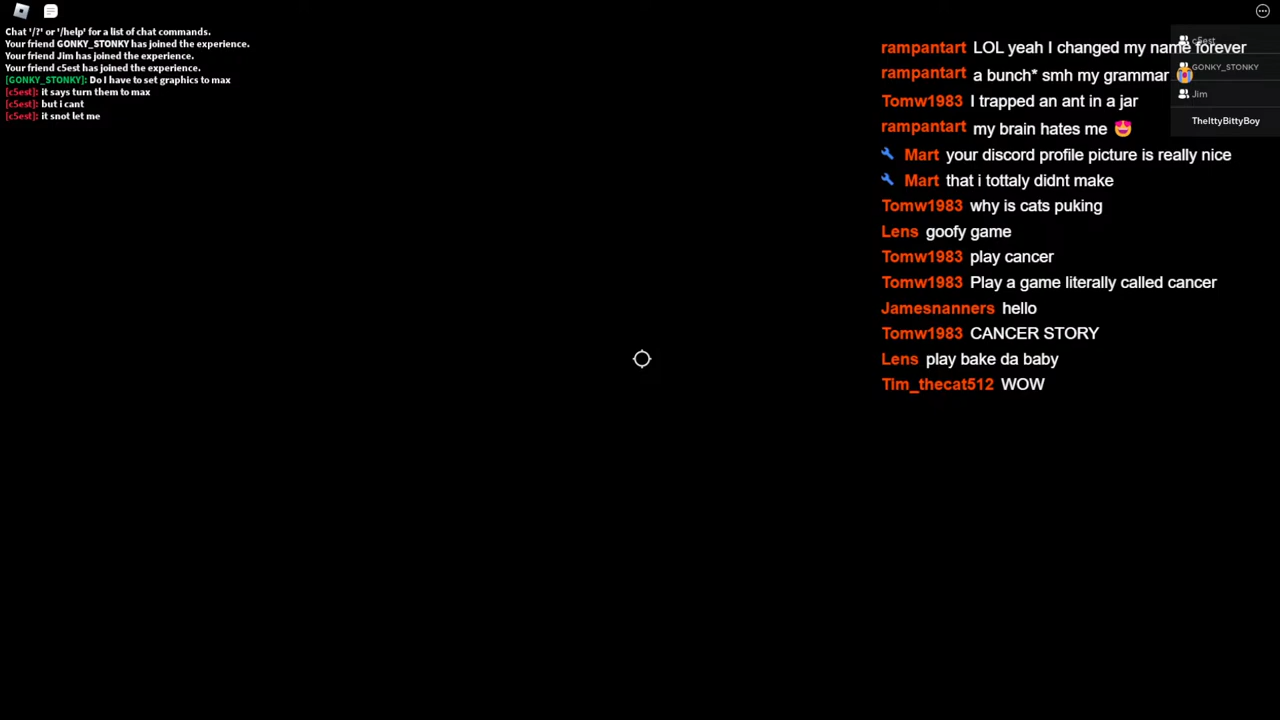 Chat '/?' or '/help' for a list of chat commands.
Your friend GONKY_STONKY has joined the experience.
Your friend Jim has joined the experience.
Your friend c5est has joined the experience.
[GONKY_STONKY]: Do I have to set graphics to max
[c5est]: it says turn them to max
[c5est]: but i cant
[c5est]: it snot let me
rampantart LOL yeah I changed my name forever
rampantart a bunch* smh my grammar 😭
Tomw1983 I trapped an ant in a jar
rampantart my brain hates me 😍
Mart your discord profile picture is really nice
Mart that i tottaly didnt make
Tomw1983 why is cats puking
Lens goofy game
Tomw1983 play cancer
Tomw1983 Play a game literally called cancer
Jamesnanners hello
Tomw1983 CANCER STORY
Lens play bake da baby
Tim_thecat512 WOW
c5est
GONKY_STONKY
Jim
TheIttyBittyBoy